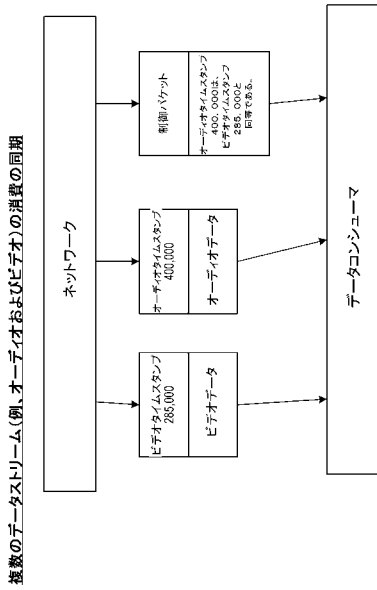 複数のデータストリーム(例、オーディオおよびビデオ)の消費の同期
ネットワーク
ビデオタイムスタンプ
285,000
ビデオデータ
オーディオタイムスタンプ
400,000
オーディオデータ
制御パケット
オーディオタイムスタンプ
400, 000は、
ビデオタイムスタンプ
285, 000と
同等である。
データコンシューマ